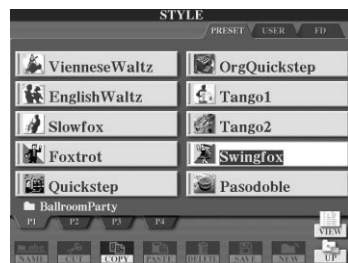 STYLE
PRESET USER FD
VienneseWaltz OrgQuickstep
EnglishWaltz Tango1
Slowfox Tango2
Foxtrot Swingfox
Quickstep Pasodoble
BallroomParty
P1 P2 P3 P4
VIEW
NAME CUT COPY PASTE DELETE SAVE NEW UP